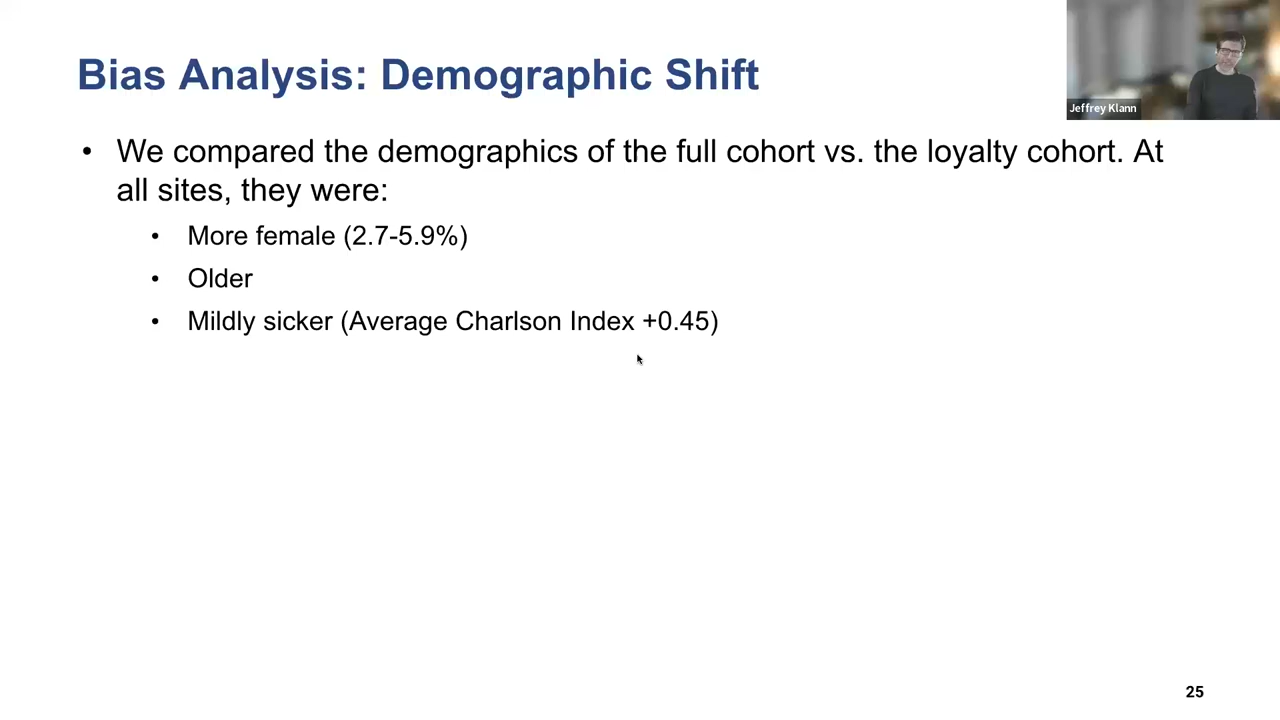 Bias Analysis: Demographic Shift
Jeffrey Klann
• We compared the demographics of the full cohort vs. the loyalty cohort. At
all sites, they were:
• More female (2.7-5.9%)
• Older
• Mildly sicker (Average Charlson Index +0.45)
25